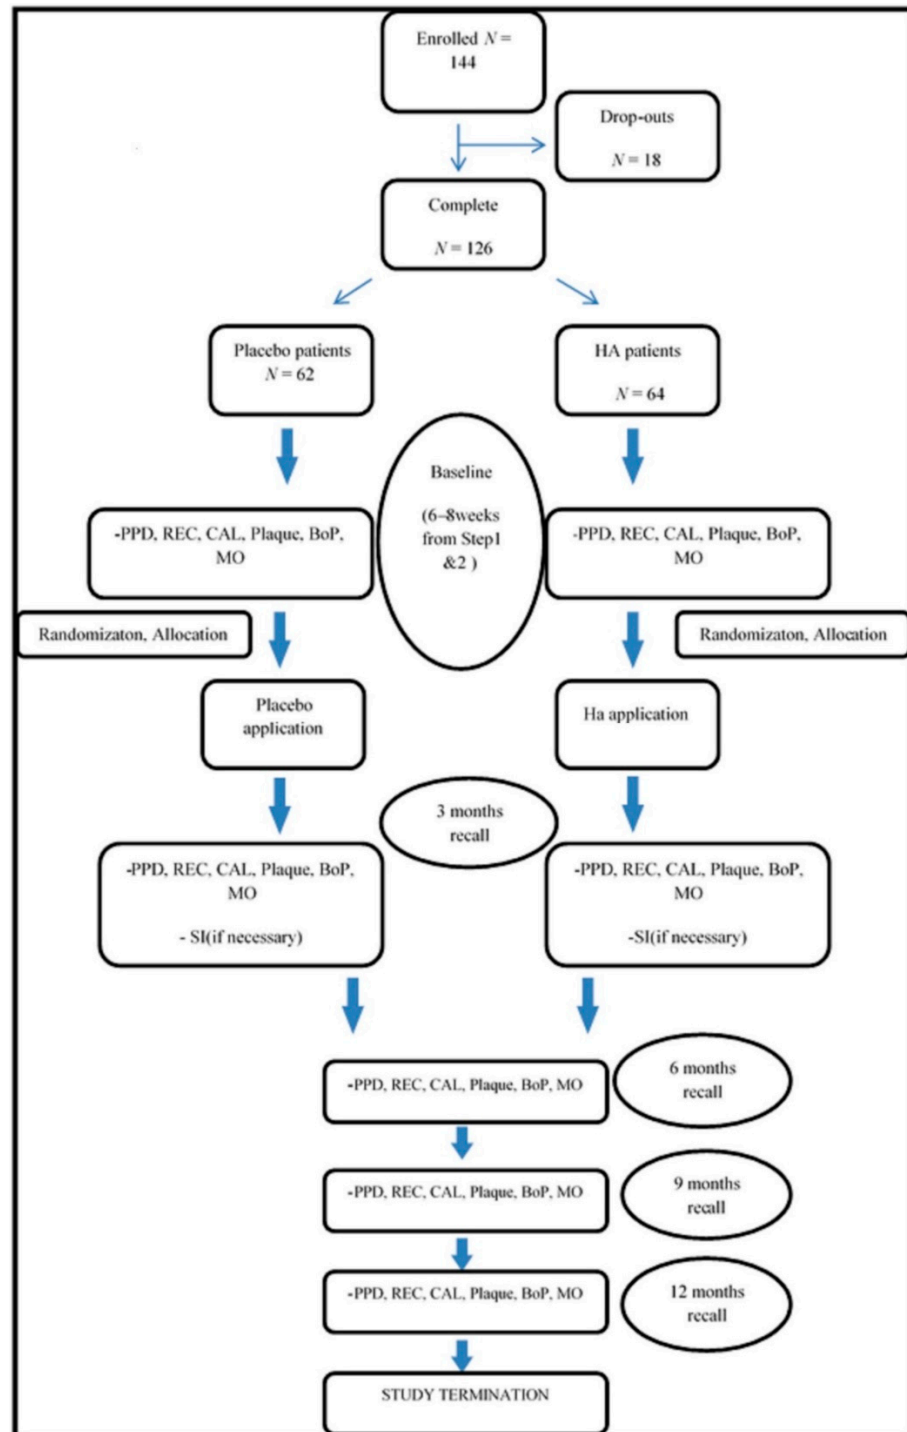 Enrolled N =
144
Drop-outs
N = 18
Complete
N = 126
Placebo patients
N = 62
HA patients
N = 64
Baseline
(6–8weeks
from Step1
&2 )
-PPD, REC, CAL, Plaque, BoP,
MO
-PPD, REC, CAL, Plaque, BoP,
MO
Randomizaton, Allocation
Randomizaton, Allocation
Placebo
application
Ha application
3 months
recall
-PPD, REC, CAL, Plaque, BoP,
MO
- SI(if necessary)
-PPD, REC, CAL, Plaque, BoP,
MO
-SI(if necessary)
-PPD, REC, CAL, Plaque, BoP, MO
6 months
recall
-PPD, REC, CAL, Plaque, BoP, MO
9 months
recall
-PPD, REC, CAL, Plaque, BoP, MO
12 months
recall
STUDY TERMINATION